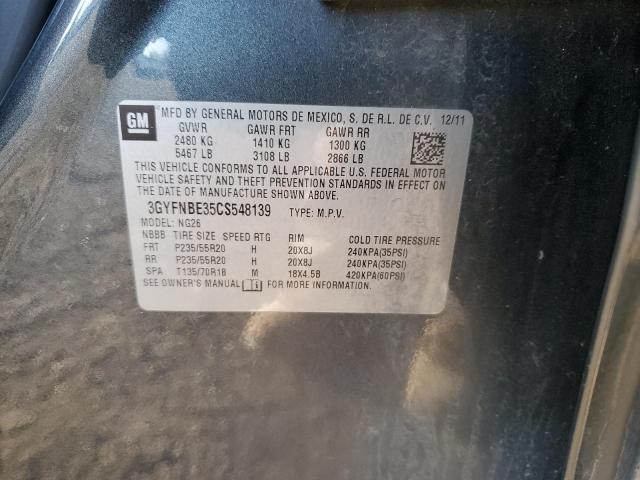 GM MFD BY GENERAL MOTORS DE MEXICO, S. DE R.L. DE C.V. 12/11
GVWR GAWR FRT GAWR RR
2480 KG 1410 KG 1300 KG
5467 LB 3108 LB 2866 LB
THIS VEHICLE CONFORMS TO ALL APPLICABLE U.S. FEDERAL MOTOR
VEHICLE SAFETY AND THEFT PREVENTION STANDARDS IN EFFECT ON
THE DATE OF MANUFACTURE SHOWN ABOVE.
3GYFNBE35CS548139 TYPE: M.P.V.
MODEL: NG26
NBBB TIRE SIZE SPEED RTG RIM COLD TIRE PRESSURE
FRT P235/55R20 H 20X8J 240KPA(35PSI)
RR P235/55R20 H 20X8J 240KPA(35PSI)
SPA T135/70R18 M 18X4.5B 420KPA(60PSI)
SEE OWNER'S MANUAL FOR MORE INFORMATION.